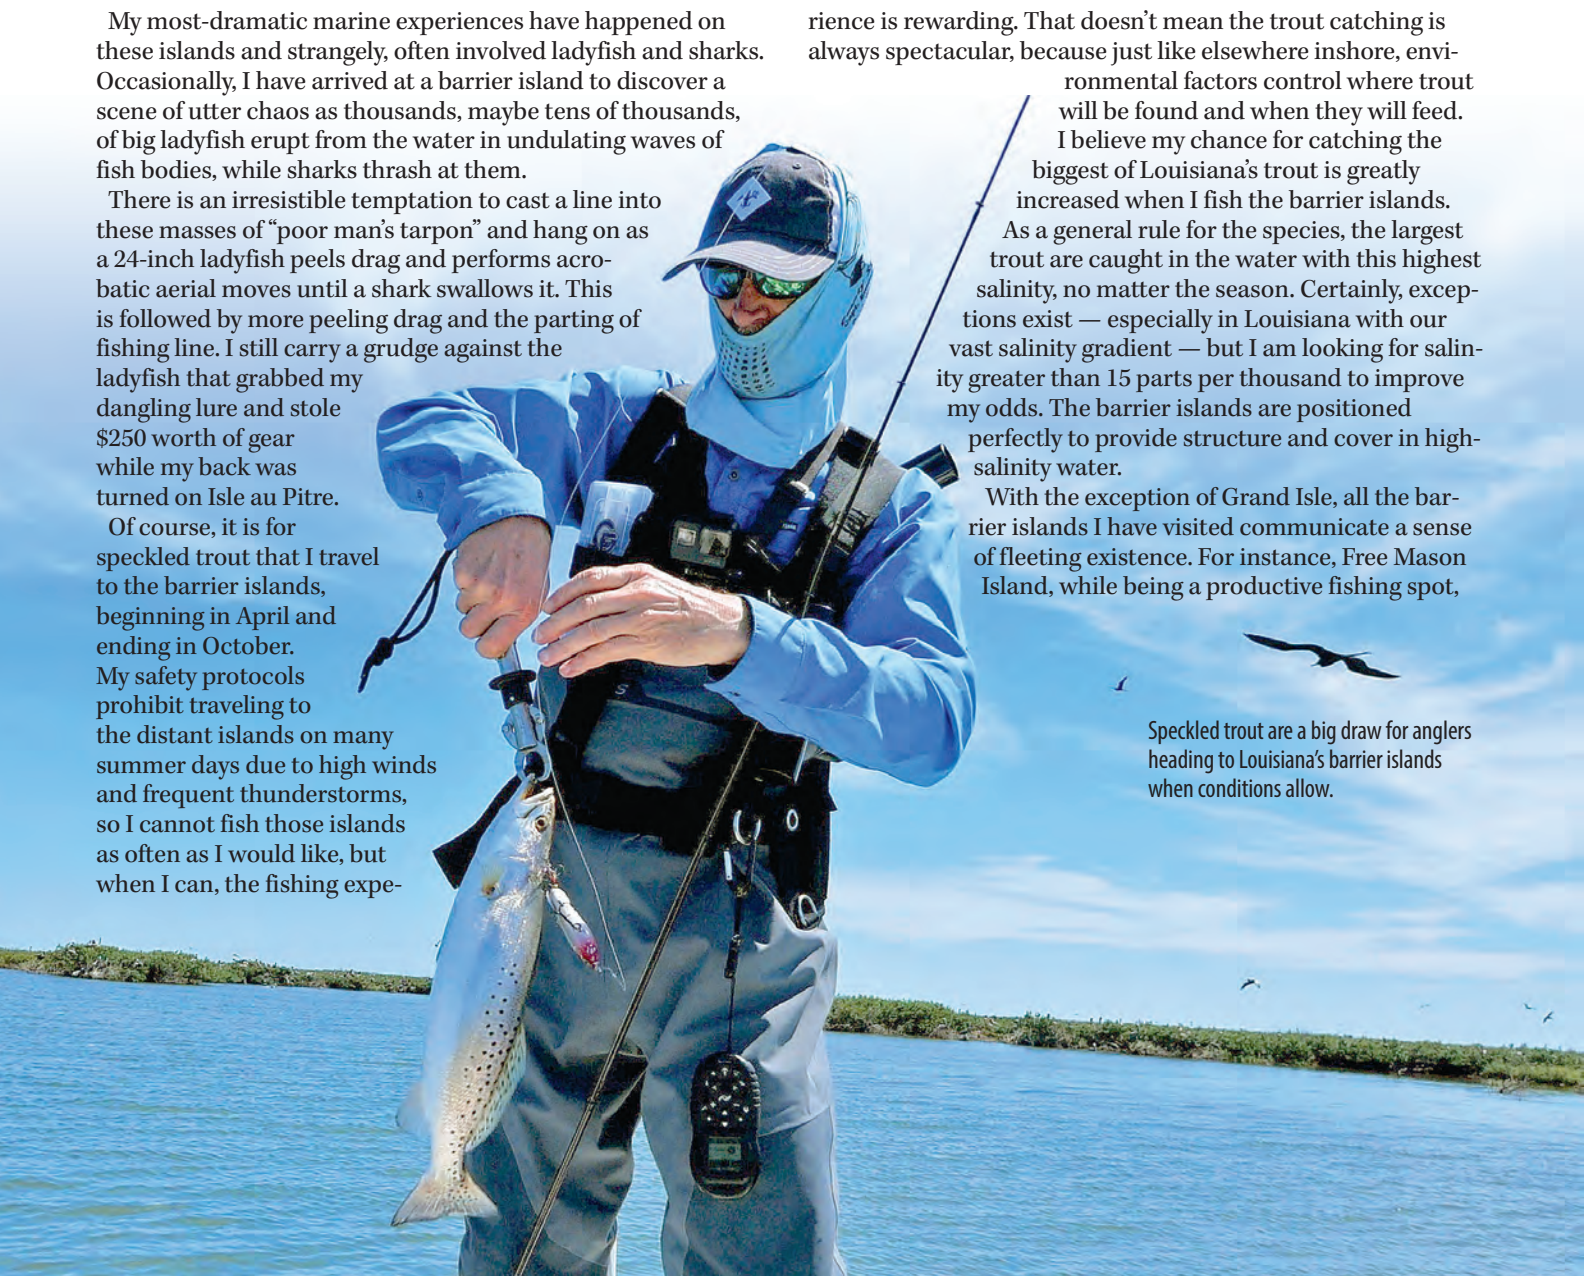 My most-dramatic marine experiences have happened on
these islands and strangely, often involved ladyfish and sharks.
Occasionally, I have arrived at a barrier island to discover a
scene of utter chaos as thousands, maybe tens of thousands,
of big ladyfish erupt from the water in undulating waves of
fish bodies, while sharks thrash at them.
There is an irresistible temptation to cast a line into
these masses of “poor man’s tarpon” and hang on as
a 24-inch ladyfish peels drag and performs acro-
batic aerial moves until a shark swallows it. This
is followed by more peeling drag and the parting of
fishing line. I still carry a grudge against the
ladyfish that grabbed my
dangling lure and stole
$250 worth of gear
while my back was
turned on Isle au Pitre.
Of course, it is for
speckled trout that I travel
to the barrier islands,
beginning in April and
ending in October.
My safety protocols
prohibit traveling to
the distant islands on many
summer days due to high winds
and frequent thunderstorms,
so I cannot fish those islands
as often as I would like, but
when I can, the fishing expe-
rience is rewarding. That doesn’t mean the trout catching is
always spectacular, because just like elsewhere inshore, envi-
ronmental factors control where trout
will be found and when they will feed.
I believe my chance for catching the
biggest of Louisiana’s trout is greatly
increased when I fish the barrier islands.
As a general rule for the species, the largest
trout are caught in the water with this highest
salinity, no matter the season. Certainly, excep-
tions exist — especially in Louisiana with our
vast salinity gradient — but I am looking for salin-
ity greater than 15 parts per thousand to improve
my odds. The barrier islands are positioned
perfectly to provide structure and cover in high-
salinity water.
With the exception of Grand Isle, all the bar-
rier islands I have visited communicate a sense
of fleeting existence. For instance, Free Mason
Island, while being a productive fishing spot,
Speckled trout are a big draw for anglers
heading to Louisiana’s barrier islands
when conditions allow.